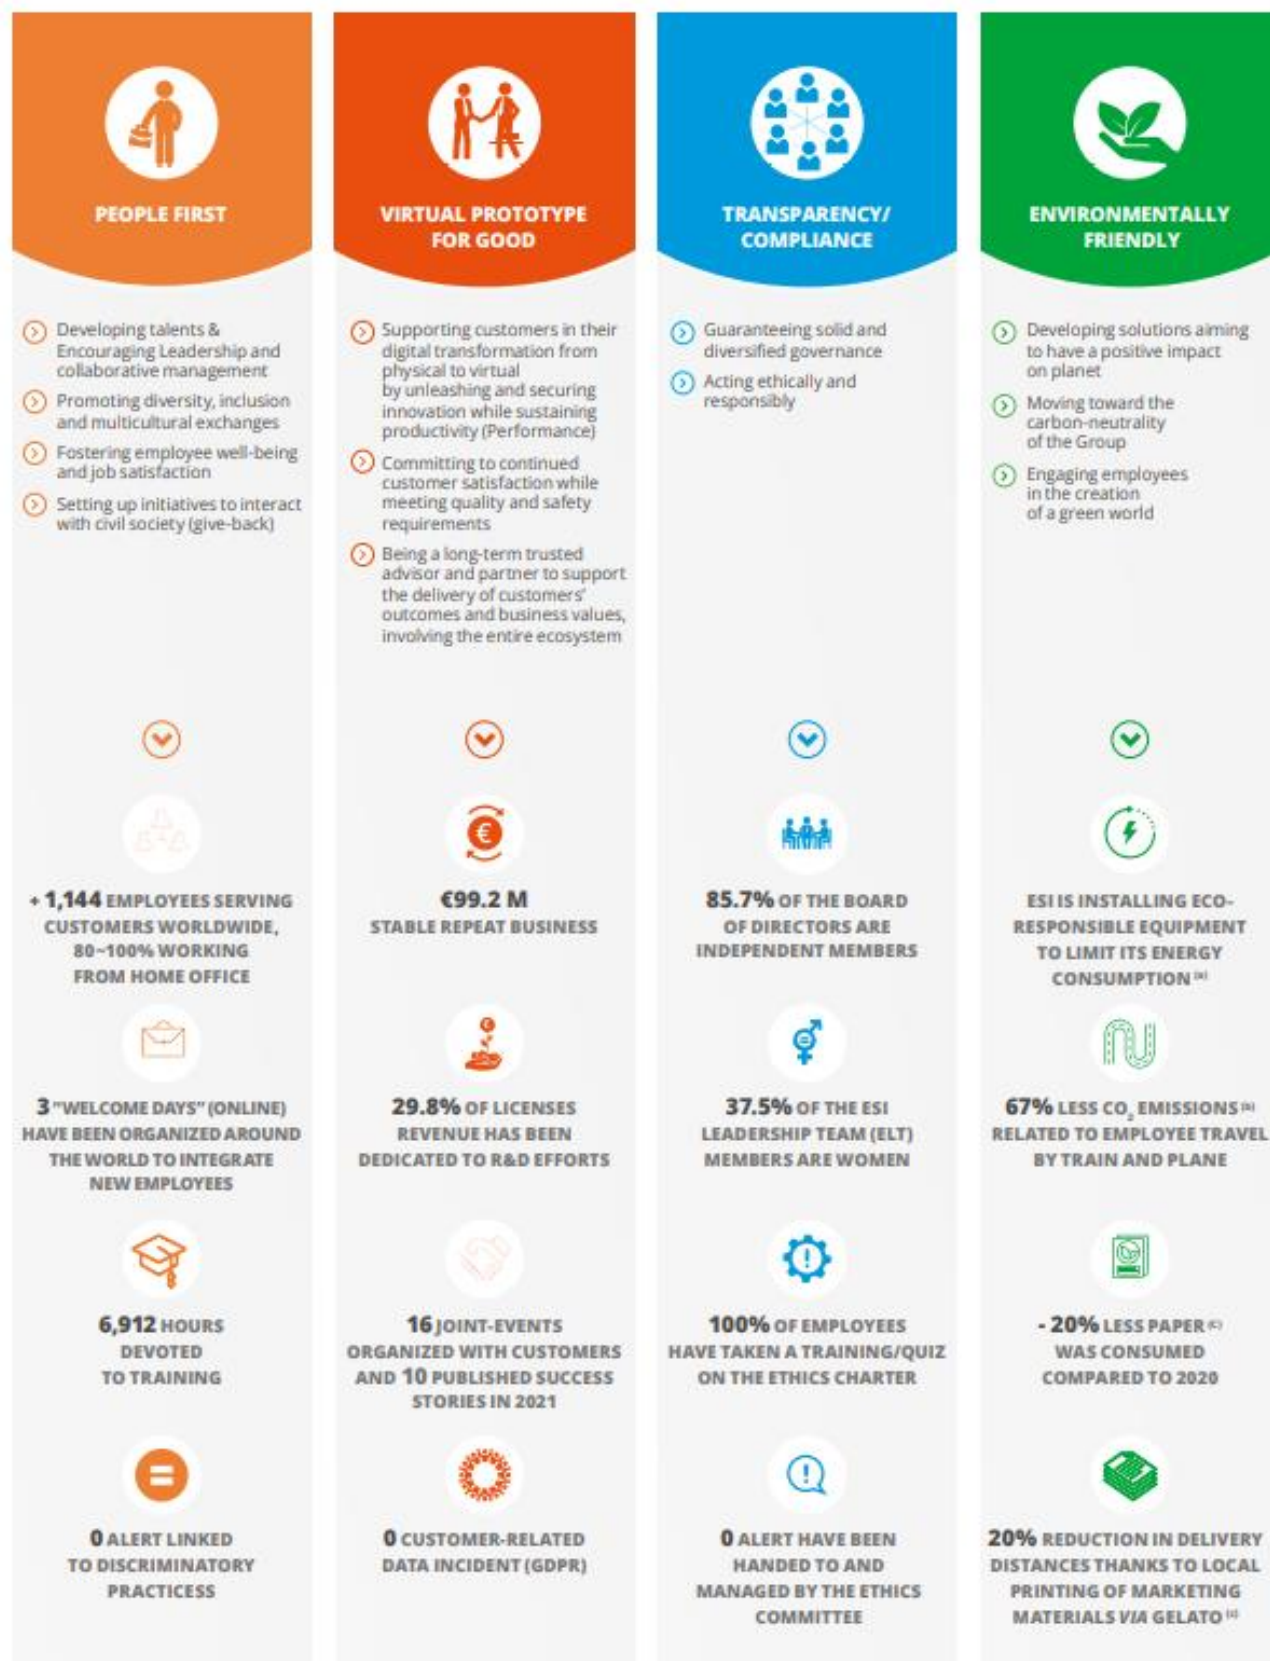 PEOPLE FIRST
Developing talents &
Encouraging Leadership and
collaborative management
Promoting diversity, inclusion
and multicultural exchanges
Fostering employee well-being
and job satisfaction
Setting up initiatives to interact
with civil society (give-back)
+ 1,144 EMPLOYEES SERVING
CUSTOMERS WORLDWIDE,
80~100% WORKING
FROM HOME OFFICE
3 "WELCOME DAYS" (ONLINE)
HAVE BEEN ORGANIZED AROUND
THE WORLD TO INTEGRATE
NEW EMPLOYEES
6,912 HOURS
DEVOTED
TO TRAINING
0 ALERT LINKED
TO DISCRIMINATORY
PRACTICESS
VIRTUAL PROTOTYPE
FOR GOOD
Supporting customers in their
digital transformation from
physical to virtual
by unleashing and securing
innovation while sustaining
productivity (Performance)
Committing to continued
customer satisfaction while
meeting quality and safety
requirements
Being a long-term trusted
advisor and partner to support
the delivery of customers'
outcomes and business values,
involving the entire ecosystem
€99.2 M
STABLE REPEAT BUSINESS
29.8% OF LICENSES
REVENUE HAS BEEN
DEDICATED TO R&D EFFORTS
16 JOINT-EVENTS
ORGANIZED WITH CUSTOMERS
AND 10 PUBLISHED SUCCESS
STORIES IN 2021
0 CUSTOMER-RELATED
DATA INCIDENT (GDPR)
TRANSPARENCY/
COMPLIANCE
Guaranteeing solid and
diversified governance
Acting ethically and
responsibly
85.7% OF THE BOARD
OF DIRECTORS ARE
INDEPENDENT MEMBERS
37.5% OF THE ESI
LEADERSHIP TEAM (ELT)
MEMBERS ARE WOMEN
100% OF EMPLOYEES
HAVE TAKEN A TRAINING/QUIZ
ON THE ETHICS CHARTER
0 ALERT HAVE BEEN
HANDED TO AND
MANAGED BY THE ETHICS
COMMITTEE
ENVIRONMENTALLY
FRIENDLY
Developing solutions aiming
to have a positive impact
on planet
Moving toward the
carbon-neutrality
of the Group
Engaging employees
in the creation
of a green world
ESI IS INSTALLING ECO-
RESPONSIBLE EQUIPMENT
TO LIMIT ITS ENERGY
CONSUMPTION
67% LESS CO₂ EMISSIONS
RELATED TO EMPLOYEE TRAVEL
BY TRAIN AND PLANE
- 20% LESS PAPER
WAS CONSUMED
COMPARED TO 2020
20% REDUCTION IN DELIVERY
DISTANCES THANKS TO LOCAL
PRINTING OF MARKETING
MATERIALS VIA GELATO